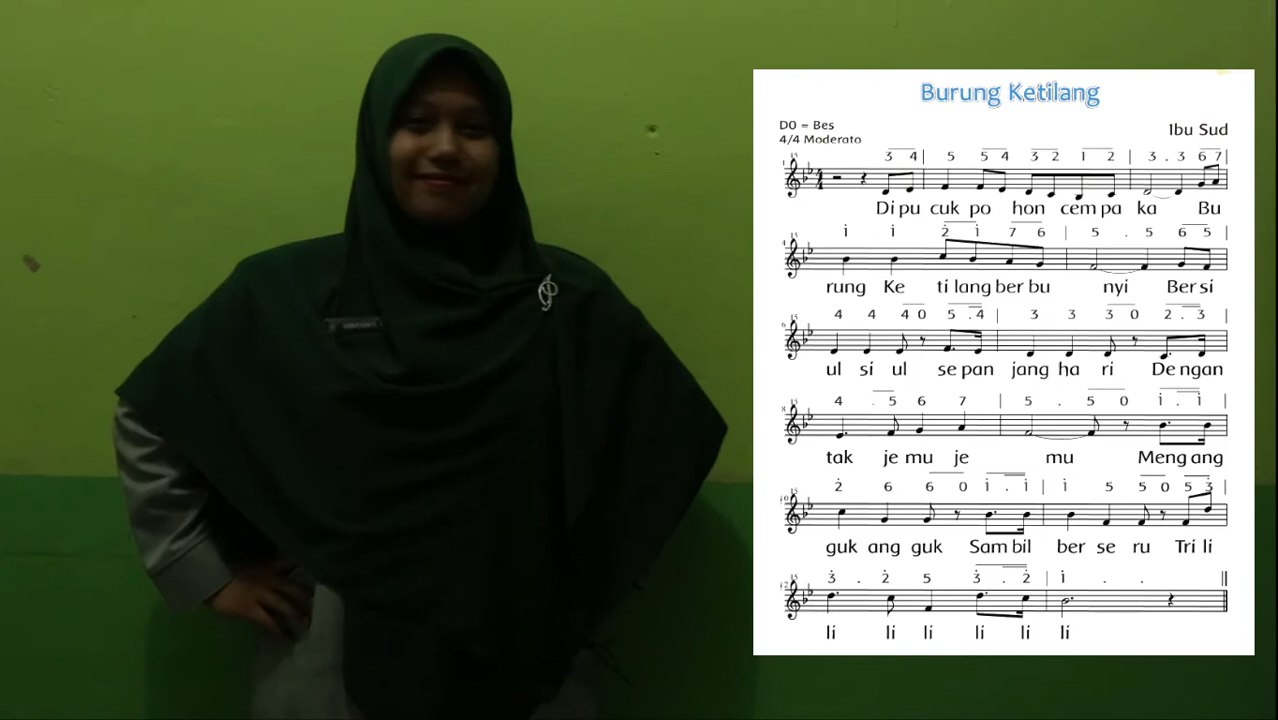 Burung Ketilang
DO = Bes
4/4 Moderato
Ibu Sud
3 4 | 5 5 4 3 2 1 2 | 3 . 3 6 7 |
Di pu cuk po hon cem pa ka Bu
i i 2 i 7 6 | 5 . 5 6 5 |
rung Ke ti lang ber bu nyi Ber si
4 4 4 0 5 . 4 | 3 3 3 0 2 . 3 |
ul si ul se pan jang ha ri De ngan
4 . 5 6 7 | 5 . 5 0 i . i |
tak je mu je mu Meng ang
2 6 6 0 i . i | i 5 5 0 5 3 |
guk ang guk Sam bil ber se ru Tri li
3 . 2 5 3 . 2 | i . . ||
li li li li li li